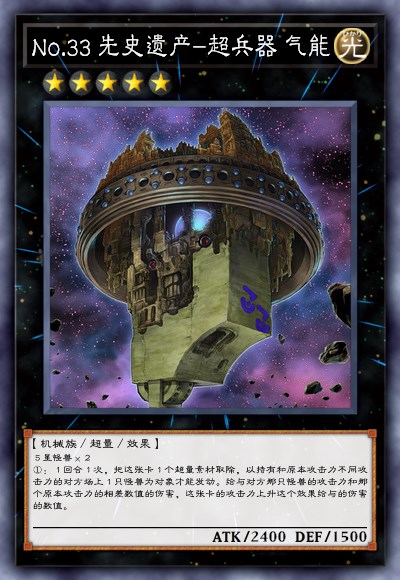 No.33 先史遗产-超兵器 气能
光
【机械族/超量/效果】
5星怪兽×2
①：1回合1次，把这张卡1个超量素材取除，以持有和原本攻击力不同攻
击力的对方场上1只怪兽为对象才能发动。给与对方那只怪兽的攻击力和那
个原本攻击力的相差数值的伤害，这张卡的攻击力上升这个效果给与的伤害
的数值。
ATK/2400 DEF/1500